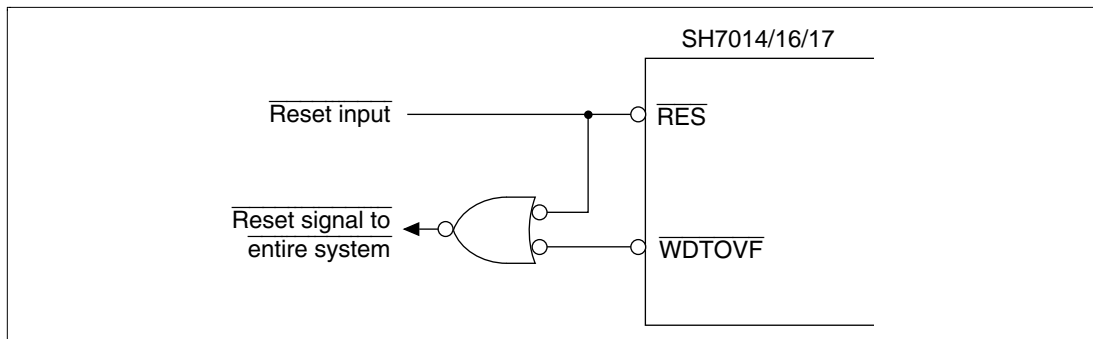 SH7014/16/17
Reset input
RES
Reset signal to
entire system
WDTOVF